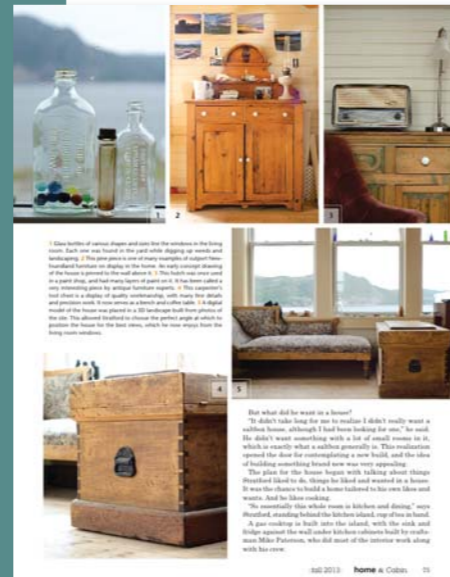 1
2
3
1 Glass bottles of various shapes and sizes line the windows in the living
room. Each one was found in the yard while digging up weeds and
landscaping. 2 This pine piece is one of many examples of outport New-
foundland furniture on display in the home. An early concept drawing
of the house is pinned to the wall above it. 3 This hutch was once used
in a paint shop, and had many layers of paint on it. It has been called a
very interesting piece by antique furniture experts. 4 This carpenter's
tool chest is a display of quality workmanship, with many fine details
and precision work. It now serves as a bench and coffee table. 5 A digital
model of the house was placed in a 3D landscape built from photos of
the site. This allowed Stratford to choose the perfect angle at which to
position the house for the best views, which he now enjoys from the
living room windows.
4
5
But what did he want in a house?
"It didn't take long for me to realize I didn't really want a
saltbox house, although I had been looking for one," he said.
He didn't want something with a lot of small rooms in it,
which is exactly what a saltbox generally is. This realization
opened the door for contemplating a new build, and the idea
of building something brand new was very appealing.
The plan for the house began with talking about things
Stratford liked to do, things he liked and wanted in a house.
It was the chance to build a home tailored to his own likes and
wants. And he likes cooking.
"So essentially this whole room is kitchen and dining," says
Stratford, standing behind the kitchen island, cup of tea in hand.
A gas cooktop is built into the island, with the sink and
fridge against the wall under kitchen cabinets built by crafts-
man Mike Paterson, who did most of the interior work along
with his crew.
fall 2013 home & Cabin 75